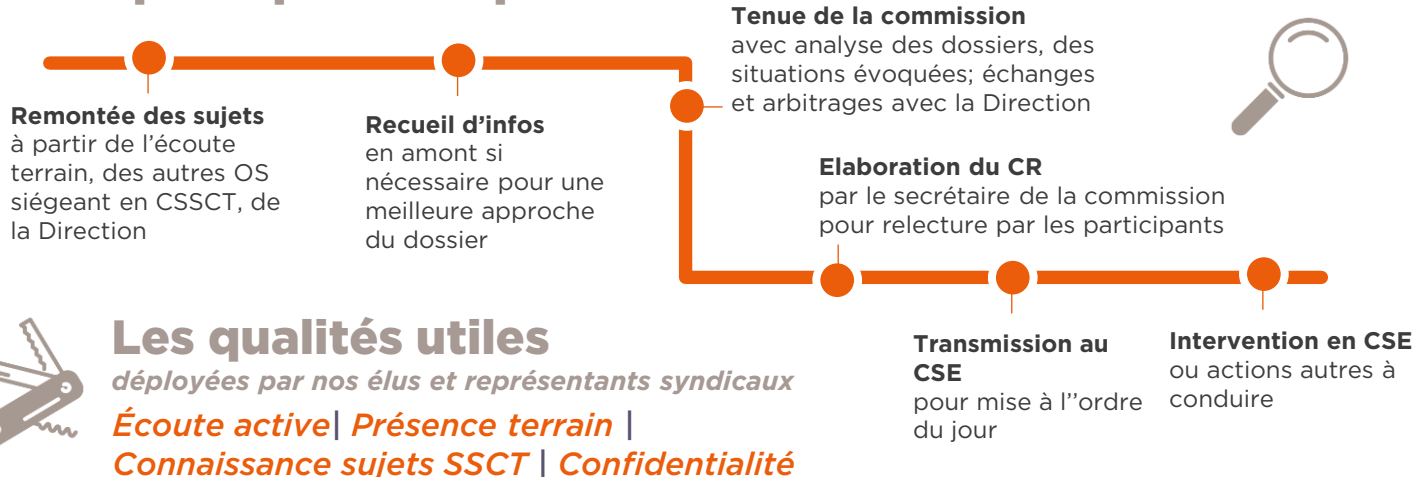 Remontée des sujets
à partir de l'écoute
terrain, des autres OS
siégeant en CSSCT, de
la Direction
Recueil d'infos
en amont si
nécessaire pour une
meilleure approche
du dossier
Tenue de la commission
avec analyse des dossiers, des
situations évoquées; échanges
et arbitrages avec la Direction
Elaboration du CR
par le secrétaire de la commission
pour relecture par les participants
Transmission au
CSE
pour mise à l''ordre
du jour
Intervention en CSE
ou actions autres à
conduire
Les qualités utiles
déployées par nos élus et représentants syndicaux
Écoute active| Présence terrain |
Connaissance sujets SSCT | Confidentialité